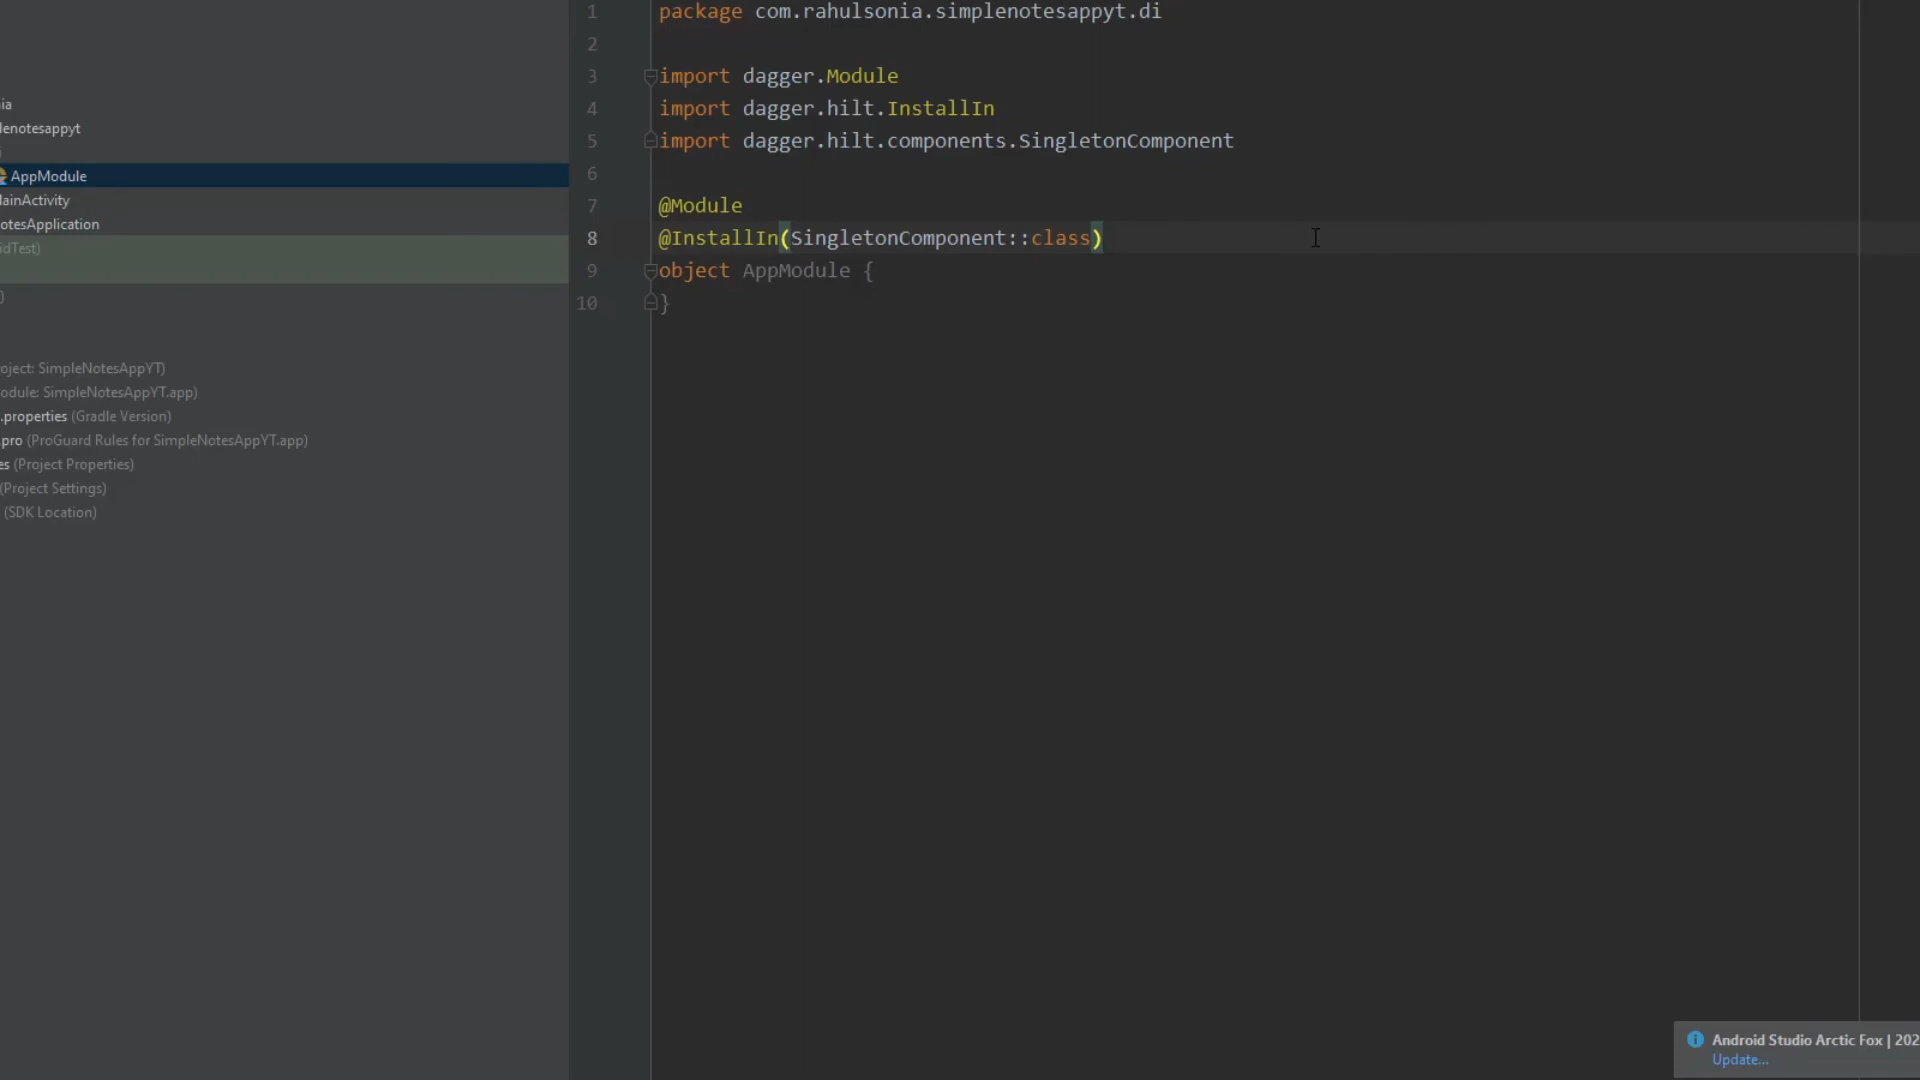 ia
lenotesappyt
AppModule
MainActivity
otesApplication
idTest)
)
oject: SimpleNotesAppYT)
odule: SimpleNotesAppYT.app)
.properties (Gradle Version)
.pro (ProGuard Rules for SimpleNotesAppYT.app)
es (Project Properties)
(Project Settings)
(SDK Location)
1 package com.rahulsonia.simplenotesappyt.di
2
3 import dagger.Module
4 import dagger.hilt.InstallIn
5 import dagger.hilt.components.SingletonComponent
6
7 @Module
8 @InstallIn(SingletonComponent::class)
9 object AppModule {
10 }
Android Studio Arctic Fox | 202
Update...